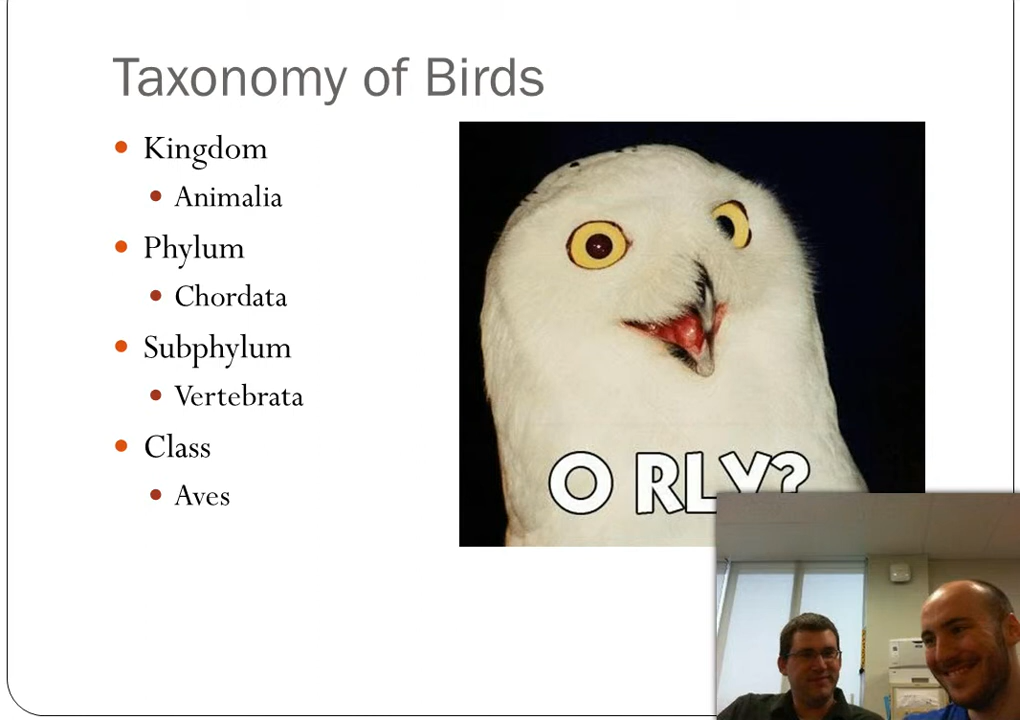 Taxonomy of Birds
Kingdom
Animalia
Phylum
Chordata
Subphylum
Vertebrata
Class
Aves
O RLY?